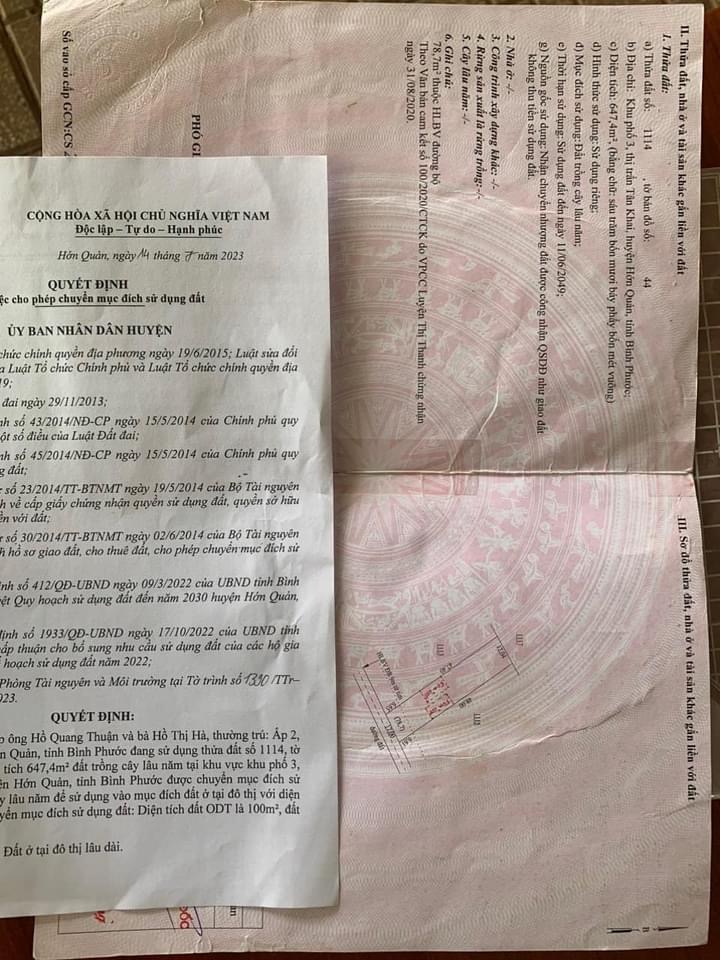 II. Thửa đất, nhà ở và tài sản khác gắn liền với đất
1. Thửa đất:
a) Thửa đất số: 1114 , tờ bản đồ số: 44
b) Địa chỉ: Khu phố 3, thị trấn Tân Khai, huyện Hớn Quản, tỉnh Bình Phước;
c) Diện tích: 647,4m², (bằng chữ: sáu trăm bốn mươi bảy phẩy bốn mét vuông)
d) Hình thức sử dụng: Sử dụng riêng;
đ) Mục đích sử dụng: Đất trồng cây lâu năm;
e) Thời hạn sử dụng: Sử dụng đất đến ngày 11/06/2049;
g) Nguồn gốc sử dụng: Nhận chuyển nhượng đất được công nhận QSDĐ như giao đất
không thu tiền sử dụng đất.
2. Nhà ở: -/-
3. Công trình xây dựng khác: -/-
4. Rừng sản xuất là rừng trồng: -/-
5. Cây lâu năm: -/-
6. Ghi chú:
78,7m² thuộc HLBV đường bộ
Theo Văn bản cam kết số 100/2020/CTCK do VPCC Luyện Thị Thanh chứng nhận
ngày 31/08/2020.
PHÓ GI
Số vào sổ cấp GCN:CS 2
III. Sơ đồ thửa đất, nhà ở và tài sản khác gắn liền với đất
B
1117
12,94
1113
1115
(78,7)
17,00
CỘNG HÒA XÃ HỘI CHỦ NGHĨA VIỆT NAM
Độc lập – Tự do – Hạnh phúc
Hớn Quản, ngày 14 tháng 7 năm 2023
QUYẾT ĐỊNH
ệc cho phép chuyển mục đích sử dụng đất
ỦY BAN NHÂN DÂN HUYỆN
chức chính quyền địa phương ngày 19/6/2015; Luật sửa đổi
a Luật Tổ chức Chính phủ và Luật Tổ chức chính quyền địa
19;
đai ngày 29/11/2013;
nh số 43/2014/NĐ-CP ngày 15/5/2014 của Chính phủ quy
ột số điều của Luật Đất đai;
nh số 45/2014/NĐ-CP ngày 15/5/2014 của Chính phủ quy
g đất;
số 23/2014/TT-BTNMT ngày 19/5/2014 của Bộ Tài nguyên
h về cấp giấy chứng nhận quyền sử dụng đất, quyền sở hữu
ền với đất;
số 30/2014/TT-BTNMT ngày 02/6/2014 của Bộ Tài nguyên
h hồ sơ giao đất, cho thuê đất, cho phép chuyển mục đích sử
ịnh số 412/QĐ-UBND ngày 09/3/2022 của UBND tỉnh Bình
ệt Quy hoạch sử dụng đất đến năm 2030 huyện Hớn Quản,
định số 1933/QĐ-UBND ngày 17/10/2022 của UBND tỉnh
ấp thuận cho bổ sung nhu cầu sử dụng đất của các hộ gia
hoạch sử dụng đất năm 2022;
Phòng Tài nguyên và Môi trường tại Tờ trình số 1390 /TTr–
023.
QUYẾT ĐỊNH:
o ông Hồ Quang Thuận và bà Hồ Thị Hà, thường trú: Ấp 2,
n Quản, tỉnh Bình Phước đang sử dụng thửa đất số 1114, tờ
tích 647,4m² đất trồng cây lâu năm tại khu vực khu phố 3,
ện Hớn Quản, tỉnh Bình Phước được chuyển mục đích sử
y lâu năm để sử dụng vào mục đích đất ở tại đô thị với diện
yển mục đích sử dụng đất: Diện tích đất ODT là 100m², đất
Đất ở tại đô thị lâu dài.